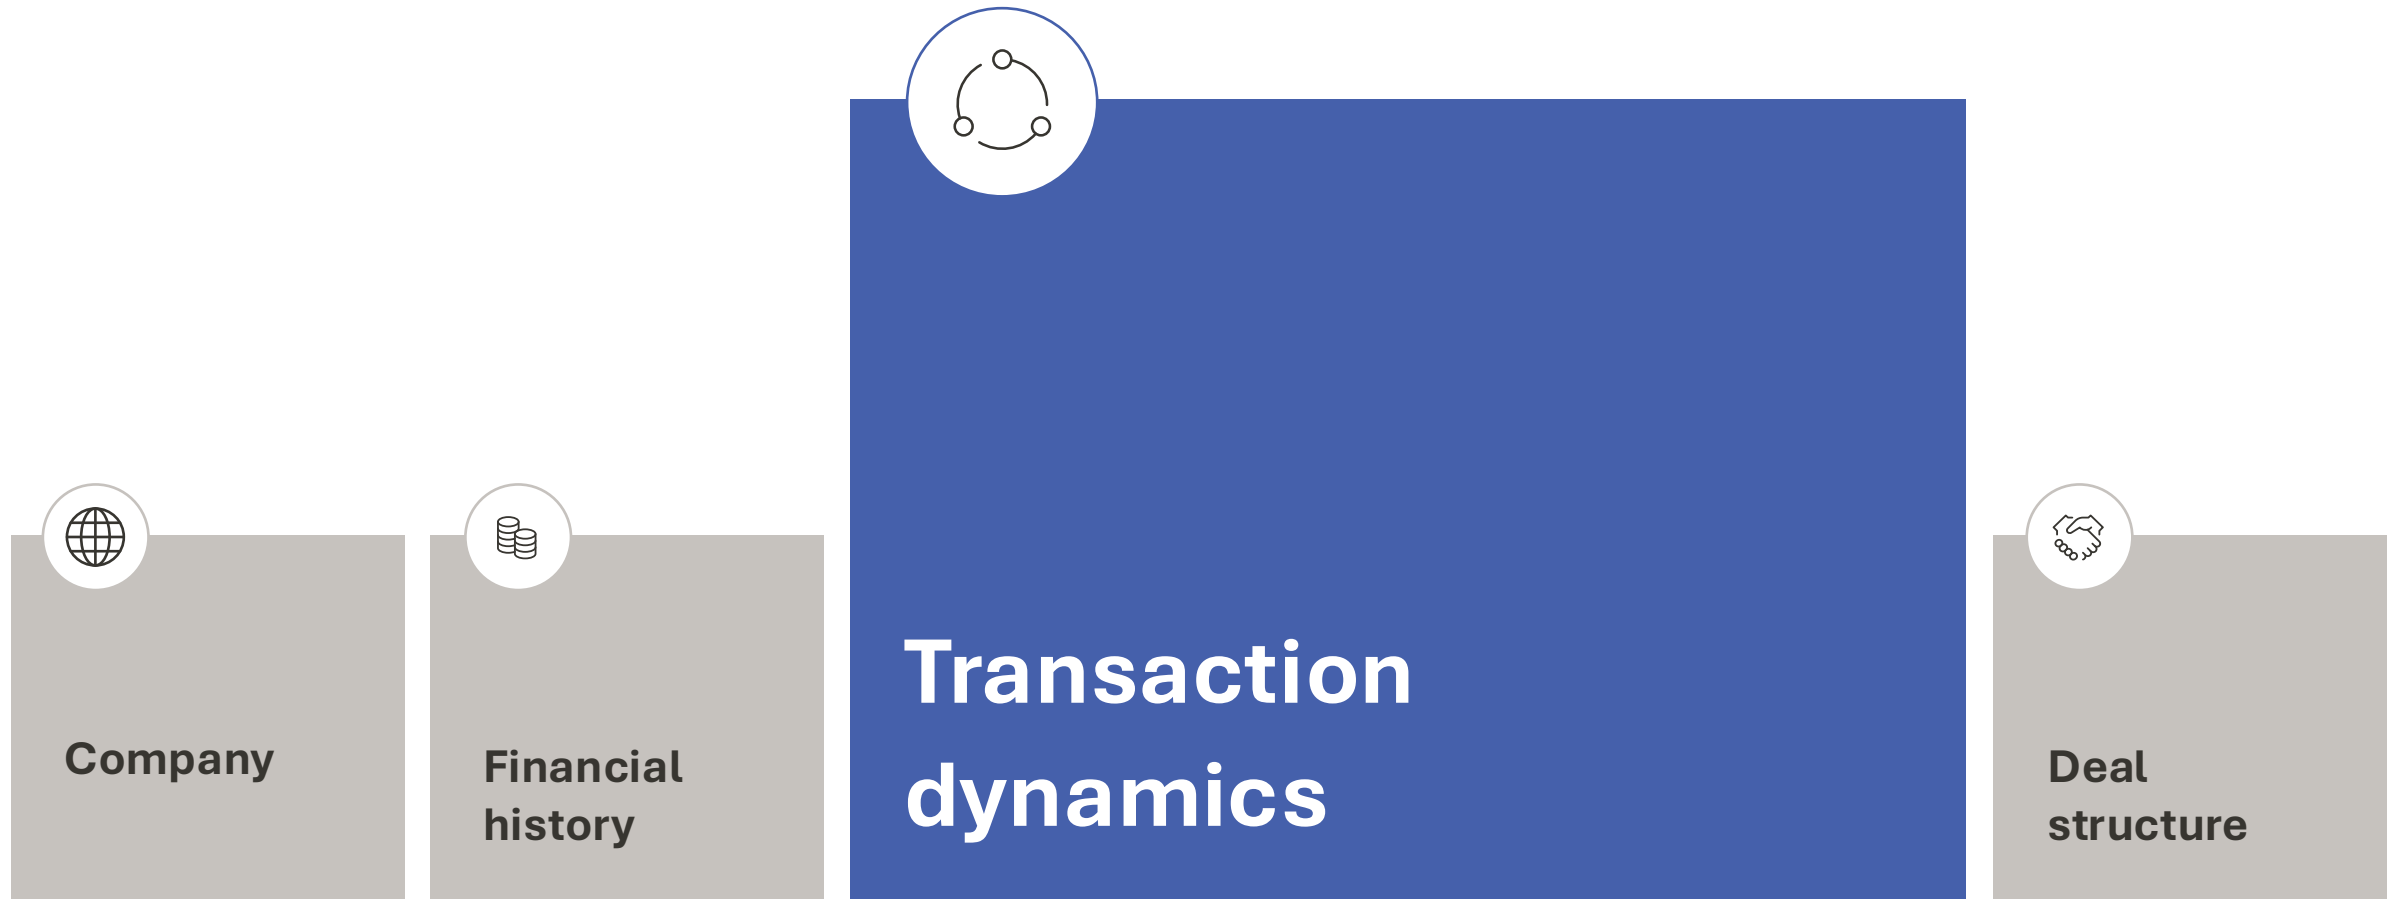 Company
Financial
history
Transaction
dynamics
Deal
structure